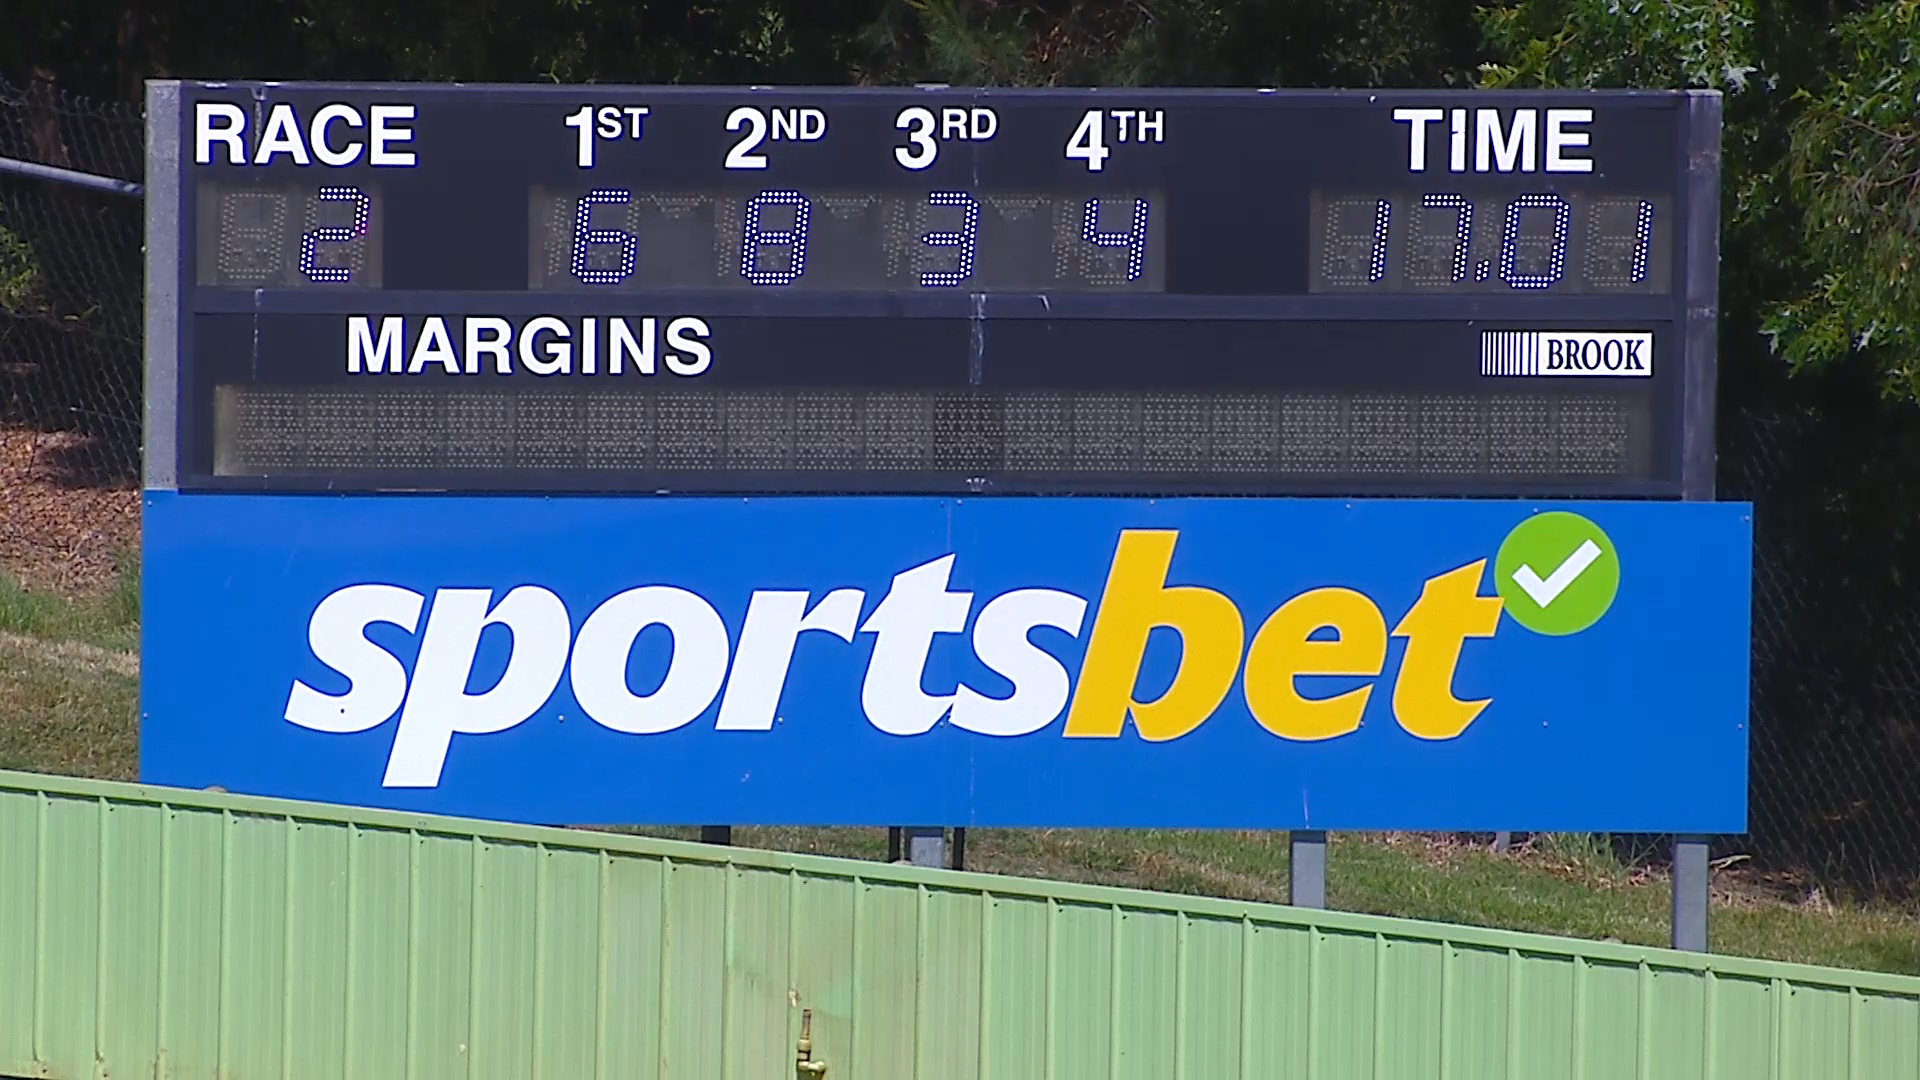 RACE 1ST 2ND 3RD 4TH TIME
2 6 8 3 4 17.01
MARGINS
BROOK
sportsbet